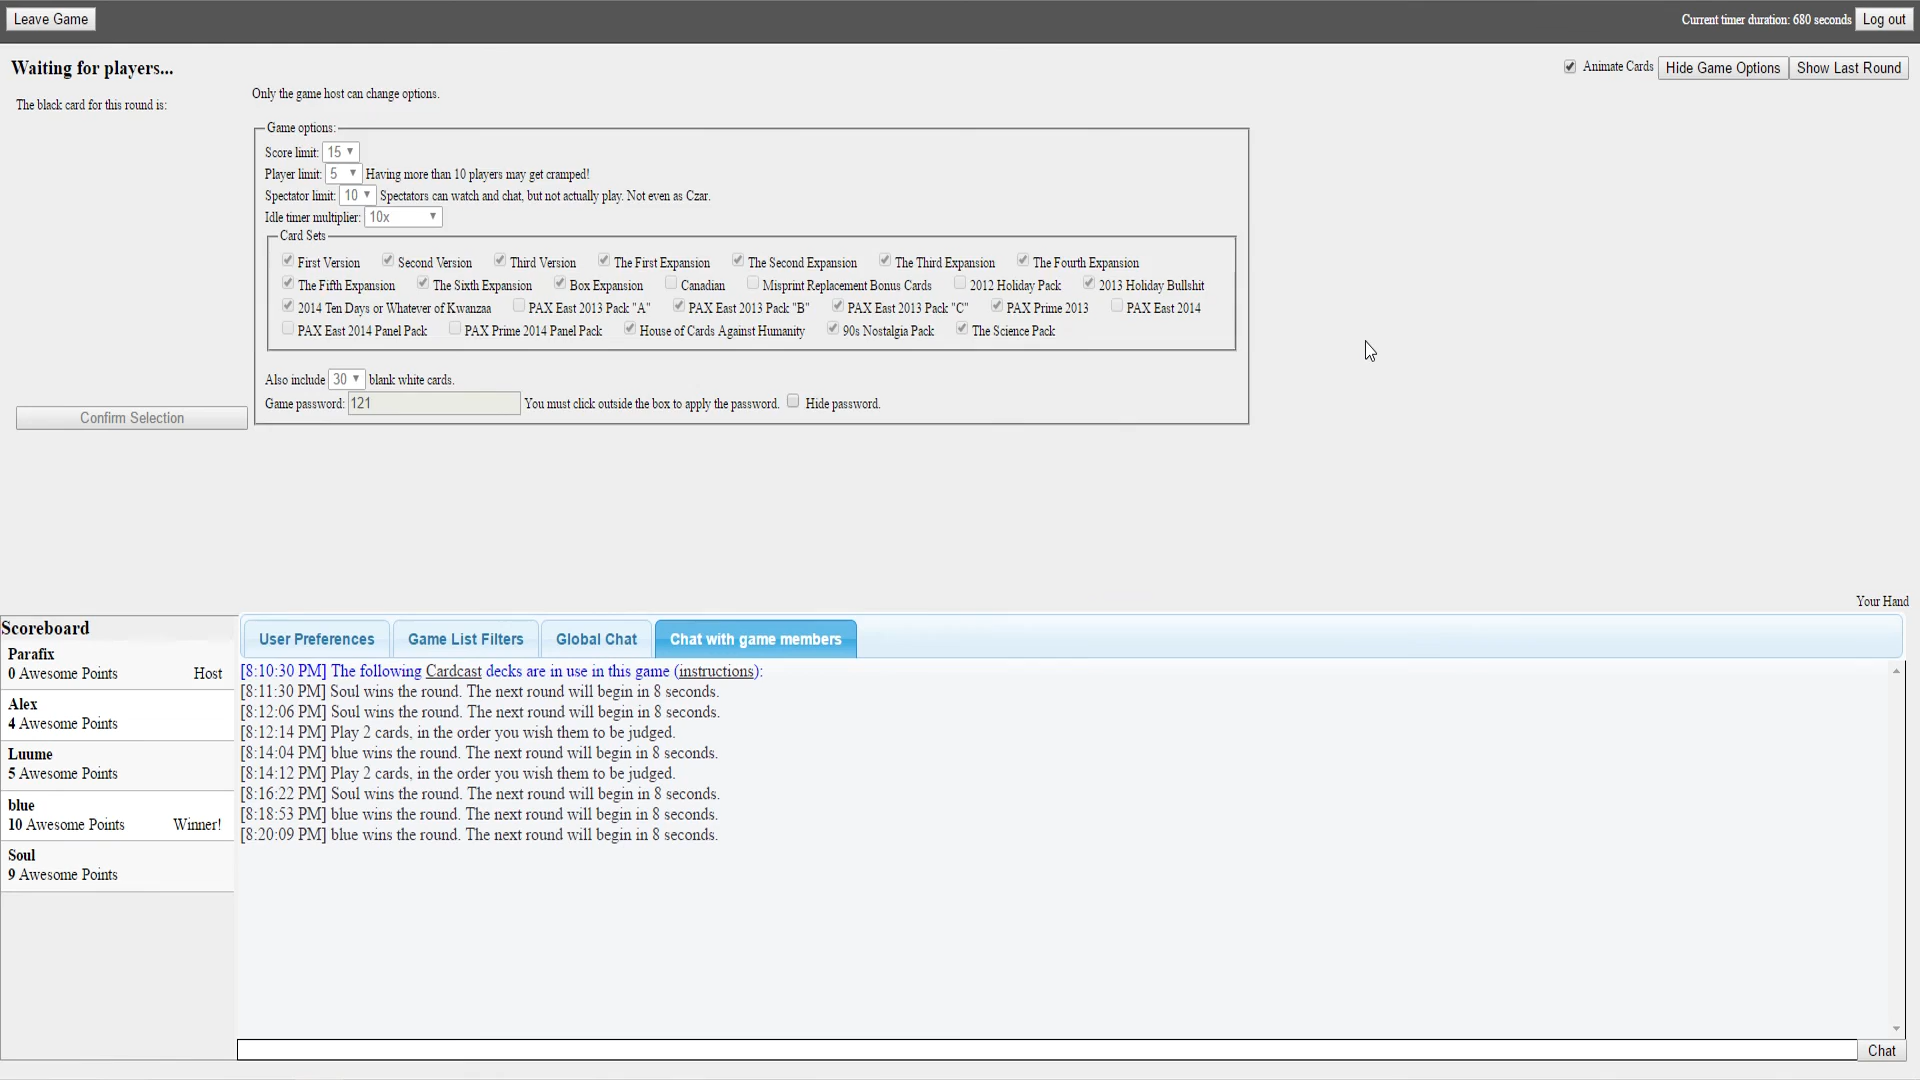 Leave Game
Current timer duration: 680 seconds Log out
Waiting for players...
Animate Cards Hide Game Options Show Last Round
The black card for this round is:
Only the game host can change options.
Game options:
Score limit: 15
Player limit: 5 Having more than 10 players may get cramped!
Spectator limit: 10 Spectators can watch and chat, but not actually play. Not even as Czar.
Idle timer multiplier: 10x
Card Sets
First Version Second Version Third Version The First Expansion The Second Expansion The Third Expansion The Fourth Expansion
The Fifth Expansion The Sixth Expansion Box Expansion Canadian Misprint Replacement Bonus Cards 2012 Holiday Pack 2013 Holiday Bullshit
2014 Ten Days or Whatever of Kwanzaa PAX East 2013 Pack "A" PAX East 2013 Pack "B" PAX East 2013 Pack "C" PAX Prime 2013 PAX East 2014
PAX East 2014 Panel Pack PAX Prime 2014 Panel Pack House of Cards Against Humanity 90s Nostalgia Pack The Science Pack
Also include 30 blank white cards.
Game password: 121 You must click outside the box to apply the password. Hide password.
Confirm Selection
Your Hand
Scoreboard
Parafix
0 Awesome Points Host
Alex
4 Awesome Points
Luume
5 Awesome Points
blue
10 Awesome Points Winner!
Soul
9 Awesome Points
User Preferences Game List Filters Global Chat Chat with game members
[8:10:30 PM] The following Cardcast decks are in use in this game (instructions):
[8:11:30 PM] Soul wins the round. The next round will begin in 8 seconds.
[8:12:06 PM] Soul wins the round. The next round will begin in 8 seconds.
[8:12:14 PM] Play 2 cards, in the order you wish them to be judged.
[8:14:04 PM] blue wins the round. The next round will begin in 8 seconds.
[8:14:12 PM] Play 2 cards, in the order you wish them to be judged.
[8:16:22 PM] Soul wins the round. The next round will begin in 8 seconds.
[8:18:53 PM] blue wins the round. The next round will begin in 8 seconds.
[8:20:09 PM] blue wins the round. The next round will begin in 8 seconds.
Chat